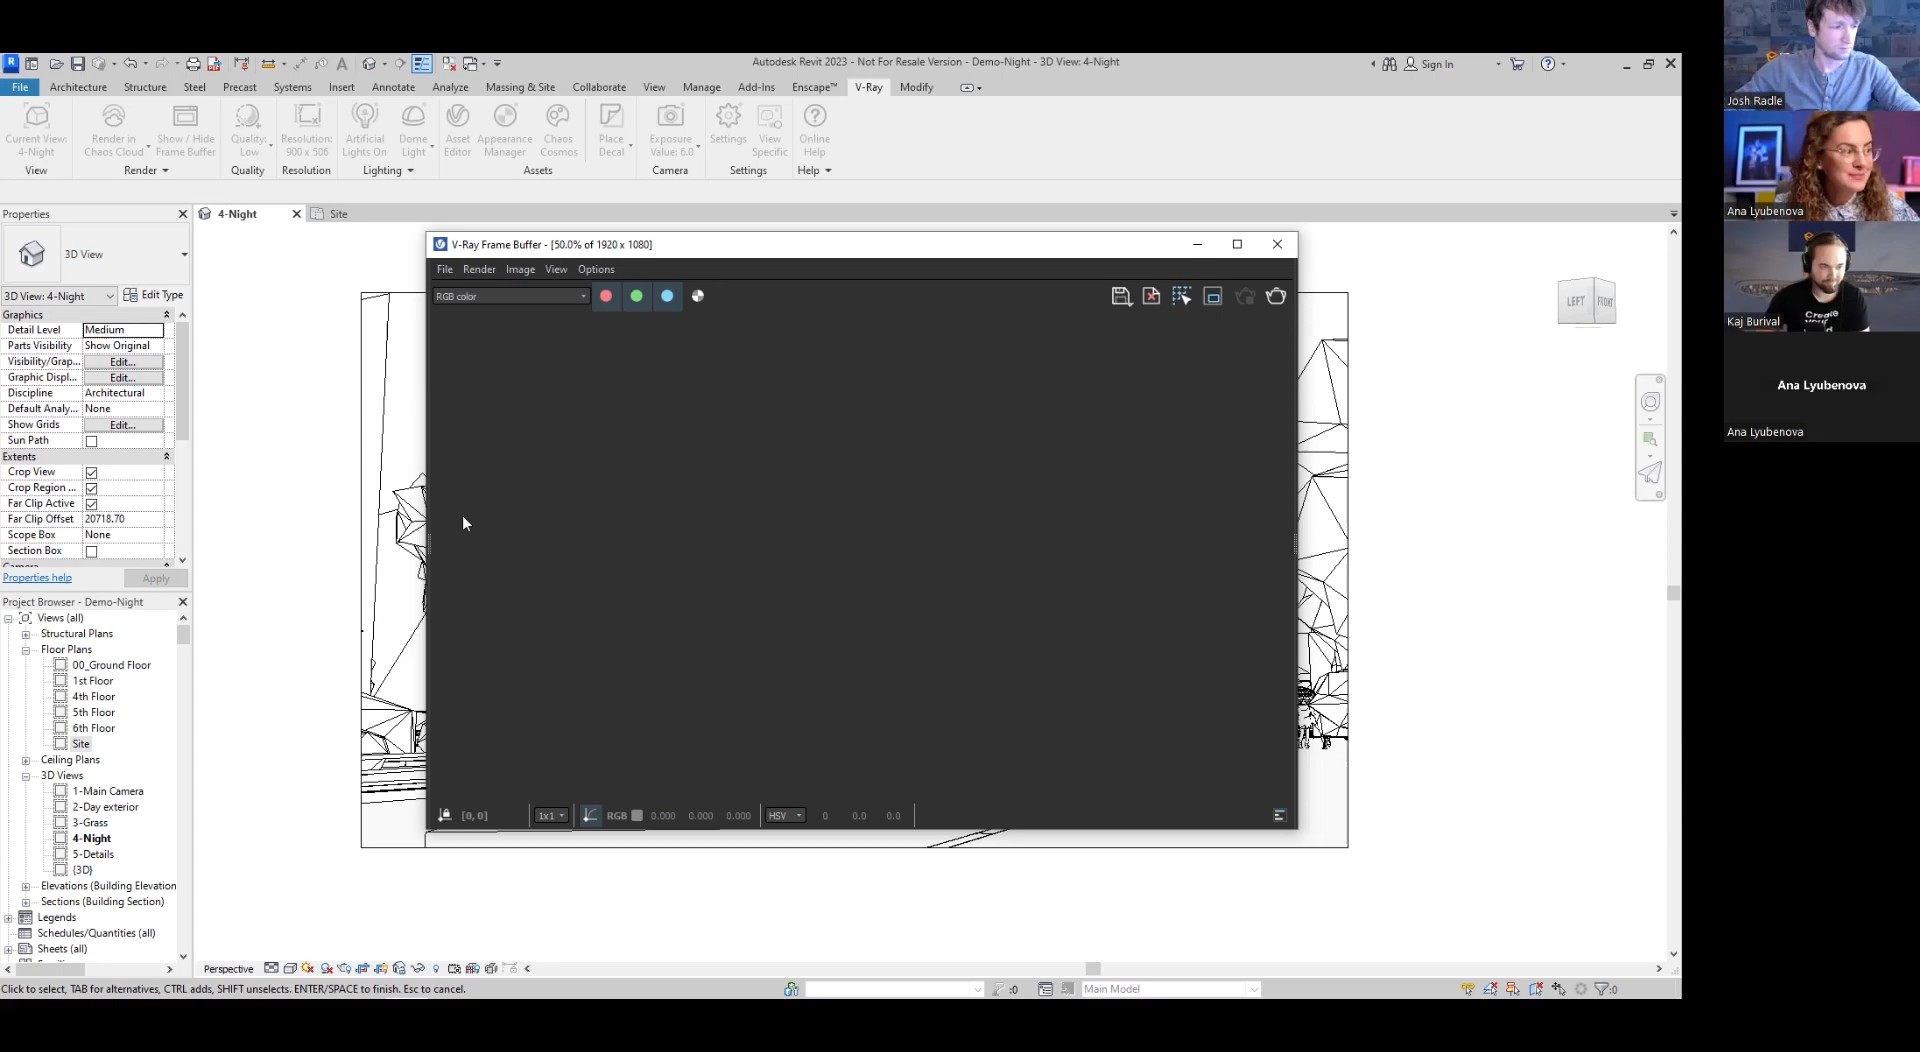 Autodesk Revit 2023 - Not For Resale Version - Demo-Night - 3D View: 4-Night
Sign In
File Architecture Structure Steel Precast Systems Insert Annotate Analyze Massing & Site Collaborate View Manage Add-Ins Enscape™ V-Ray Modify
Current View: 4-Night
Render in Chaos Cloud
Show / Hide Frame Buffer
Quality: Low
Resolution: 900 x 506
Artificial Lights On
Dome Light
Asset Editor
Appearance Manager
Chaos Cosmos
Place Decal
Exposure Value: 6.0
Settings
View Specific
Online Help
View Render Quality Resolution Lighting Assets Camera Settings Help
Properties
3D View
3D View: 4-Night Edit Type
Graphics
Detail Level Medium
Parts Visibility Show Original
Visibility/Grap... Edit...
Graphic Displ... Edit...
Discipline Architectural
Default Analy... None
Show Grids Edit...
Sun Path
Extents
Crop View
Crop Region ...
Far Clip Active
Far Clip Offset 20718.70
Scope Box None
Section Box
Properties help Apply
Project Browser - Demo-Night
Views (all)
Structural Plans
Floor Plans
00_Ground Floor
1st Floor
4th Floor
5th Floor
6th Floor
Site
Ceiling Plans
3D Views
1-Main Camera
2-Day exterior
3-Grass
4-Night
5-Details
{3D}
Elevations (Building Elevation
Sections (Building Section)
Legends
Schedules/Quantities (all)
Sheets (all)
4-Night Site
V-Ray Frame Buffer - [50.0% of 1920 x 1080]
File Render Image View Options
RGB color
[0, 0] 1x1 RGB 0.000 0.000 0.000 HSV 0 0.0 0.0
LEFT FRONT
Perspective
Click to select, TAB for alternatives, CTRL adds, SHIFT unselects. ENTER/SPACE to finish. Esc to cancel.
:0
Main Model
:0
Josh Radle
Ana Lyubenova
Create your
Kaj Burival
Ana Lyubenova
Ana Lyubenova